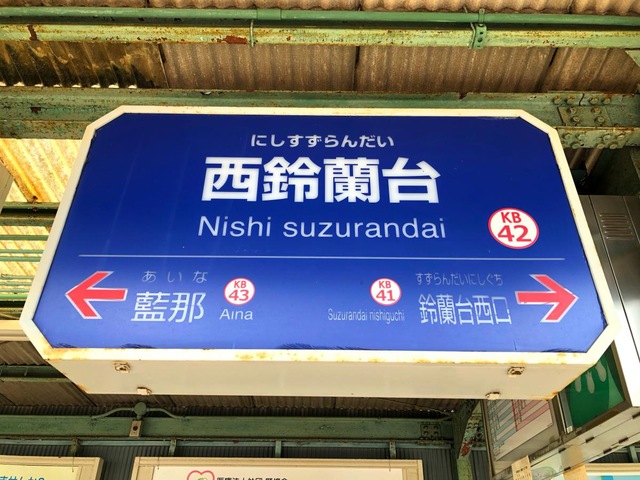 にしすずらんだい
西鈴蘭台
Nishi suzurandai
KB
42
あいな
藍那
KB
43
Aina
KB
41
Suzurandai nishiguchi
すずらんだいにしぐち
鈴蘭台西口